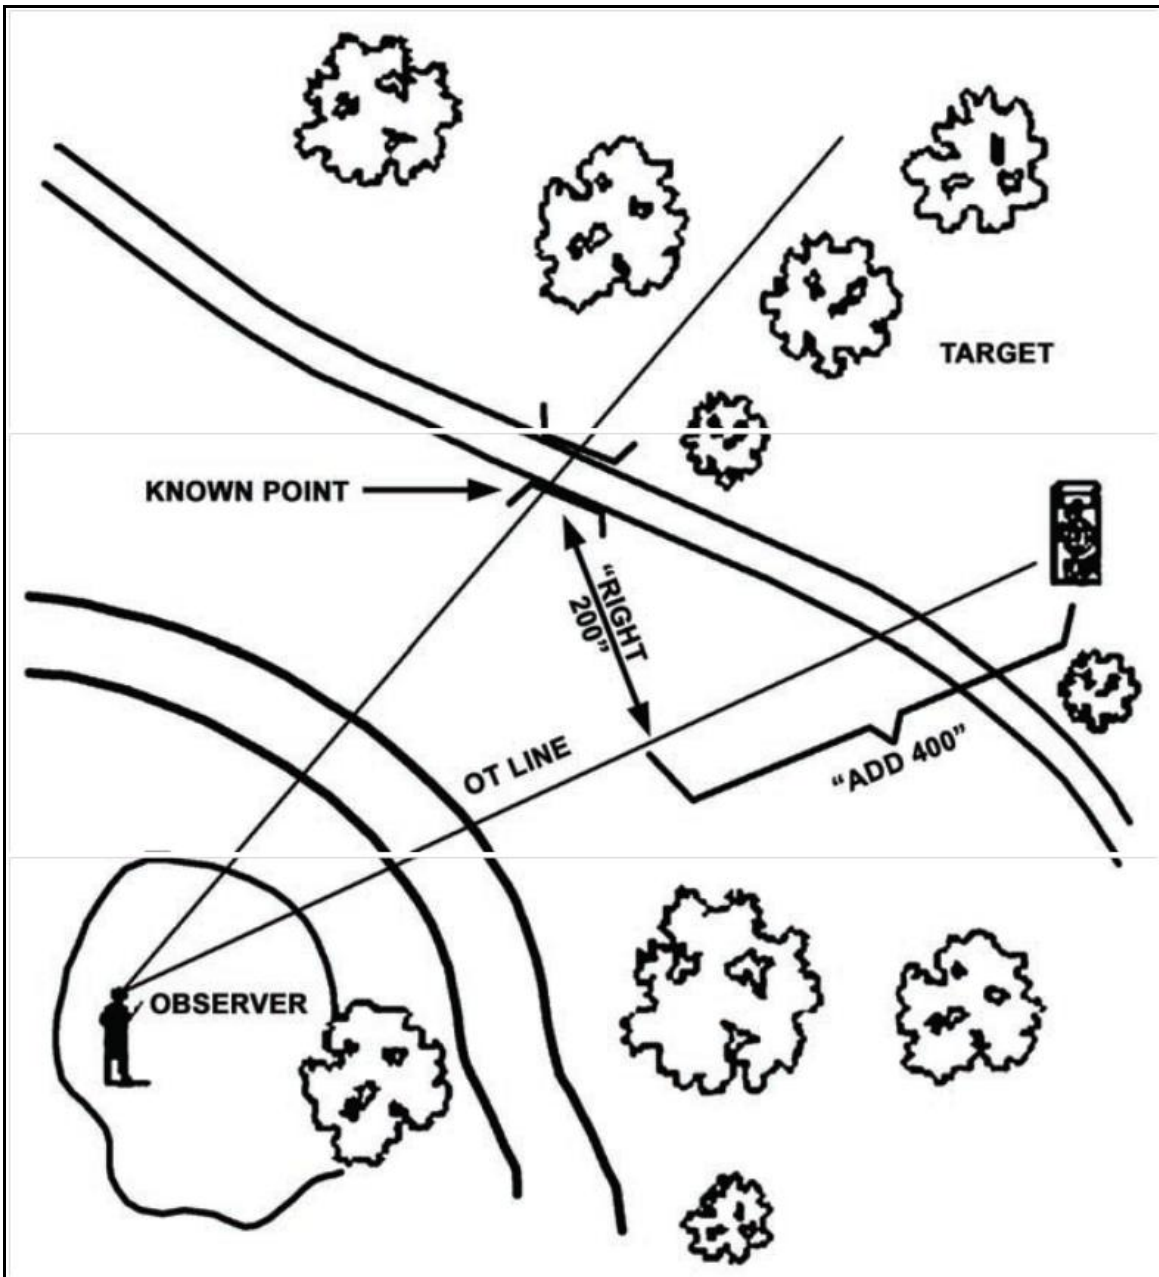 TARGET
KNOWN POINT
“RIGHT
200”
OT LINE
“ADD 400”
OBSERVER